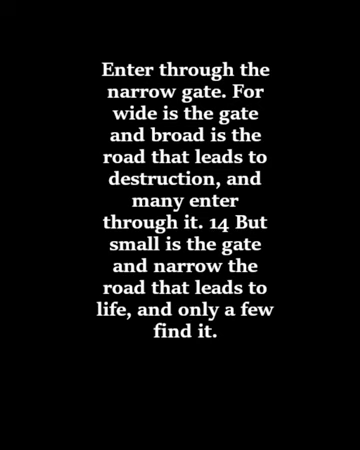 Enter through the
narrow gate. For
wide is the gate
and broad is the
road that leads to
destruction, and
many enter
through it. 14 But
small is the gate
and narrow the
road that leads to
life, and only a few
find it.